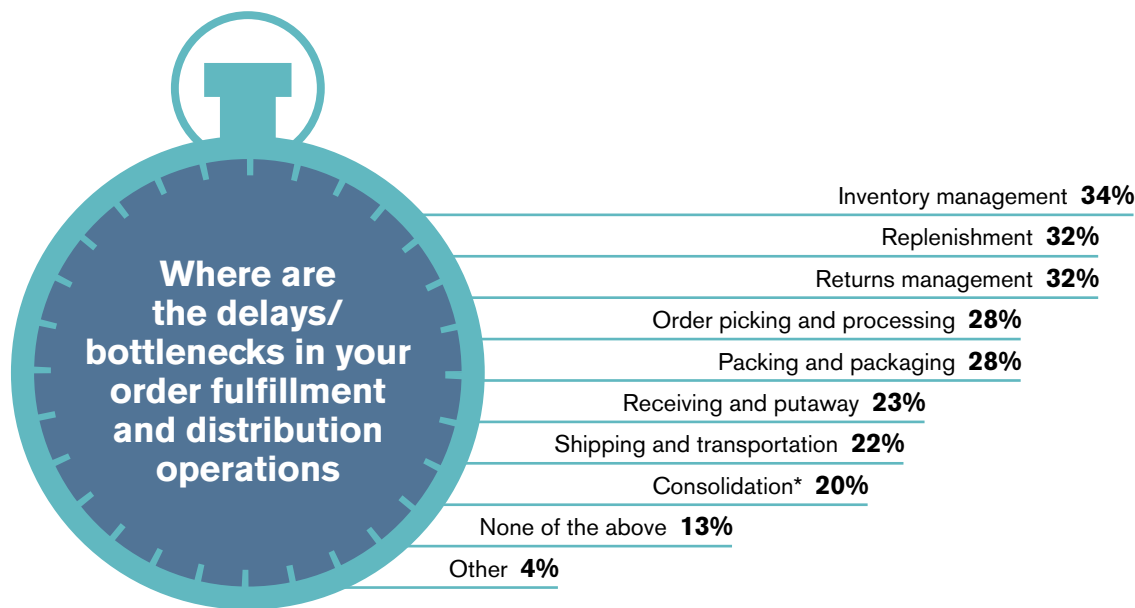 Where are
the delays/
bottlenecks in your
order fulfillment
and distribution
operations
Inventory management 34%
Replenishment 32%
Returns management 32%
Order picking and processing 28%
Packing and packaging 28%
Receiving and putaway 23%
Shipping and transportation 22%
Consolidation* 20%
None of the above 13%
Other 4%